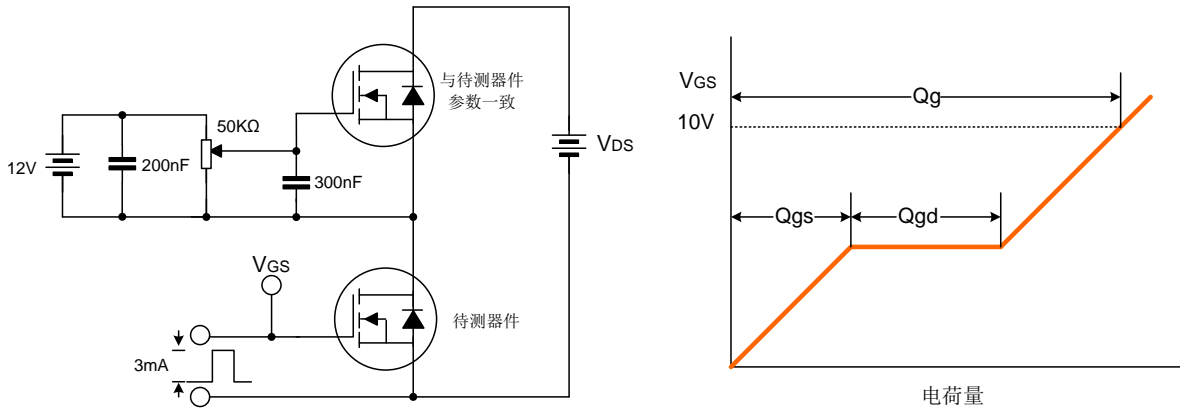 与待测器件
参数一致
50KΩ
12V
200nF
300nF
VDS
VGS
待测器件
3mA
VGS
Qg
10V
Qgs
Qgd
电荷量